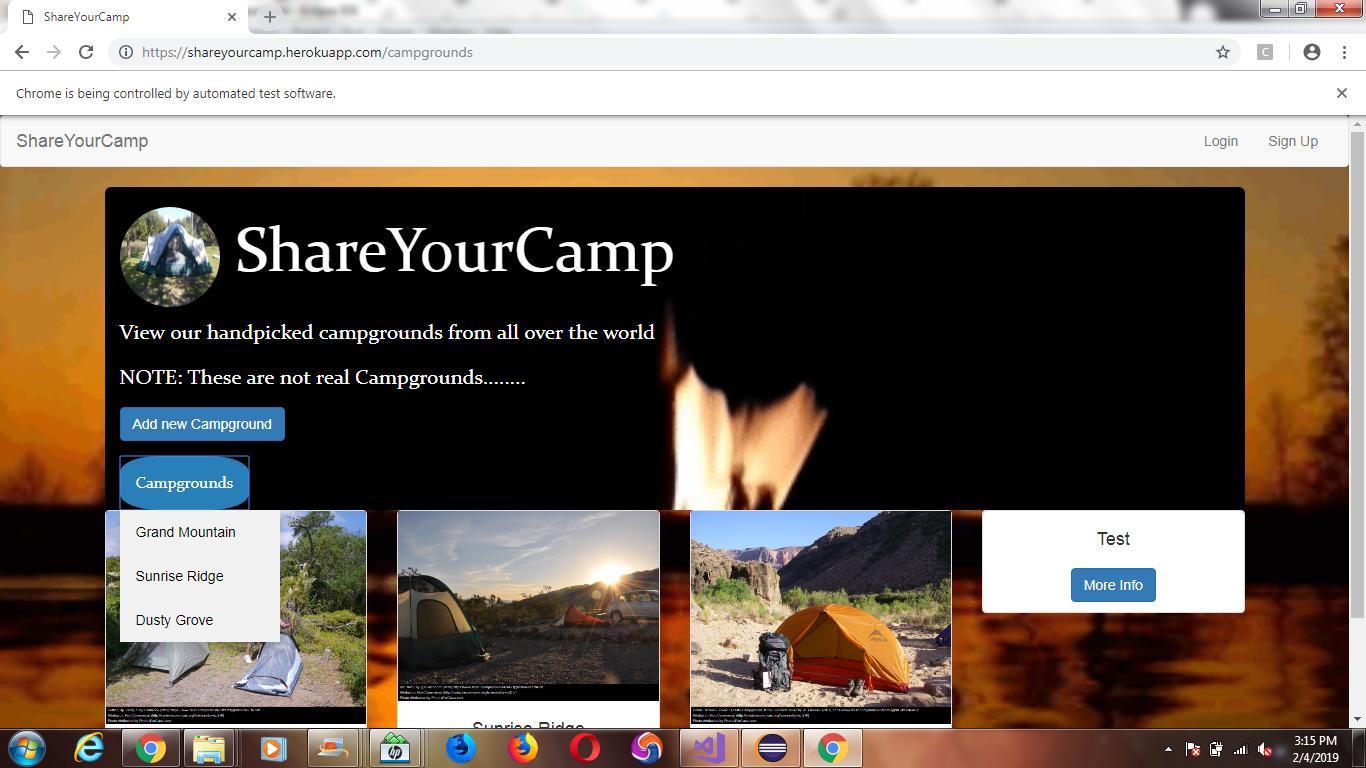 ShareYourCamp
https://shareyourcamp.herokuapp.com/campgrounds
C
Chrome is being controlled by automated test software.
ShareYourCamp
Login
Sign Up
ShareYourCamp
View our handpicked campgrounds from all over the world
NOTE: These are not real Campgrounds........
Add new Campground
Campgrounds
Grand Mountain
Sunrise Ridge
Dusty Grove
Test
More Info
Sunrise Ridge
hp
3:15 PM
2/4/2019